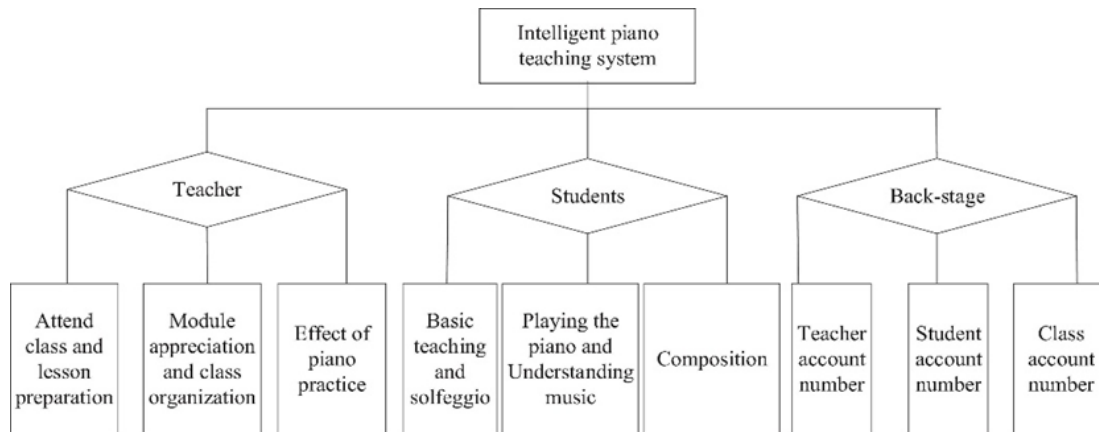 Intelligent piano
teaching system
Teacher
Students
Back-stage
Attend
class and
lesson
preparation
Module
appreciation
and class
organization
Effect of
piano
practice
Basic
teaching
and
solfeggio
Playing the
piano and
Understanding
music
Composition
Teacher
account
number
Student
account
number
Class
account
number